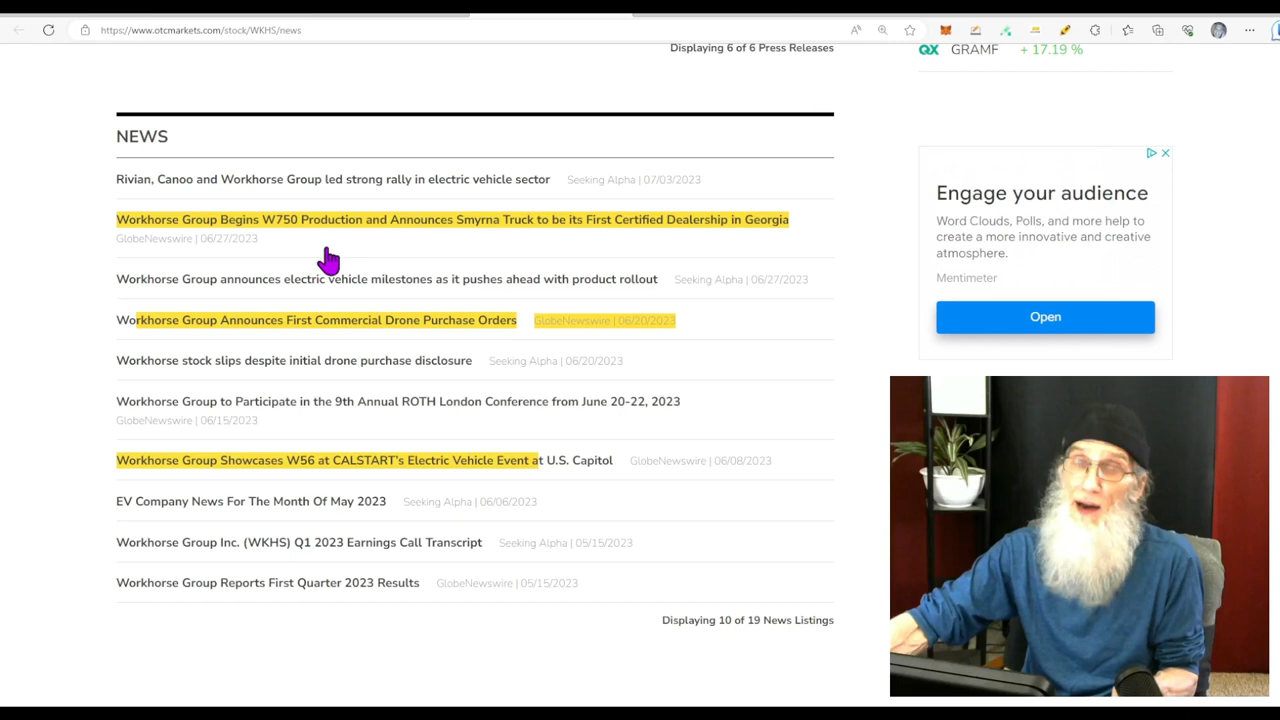 https://www.otcmarkets.com/stock/WKHS/news
Displaying 6 of 6 Press Releases
QX GRAMF + 17.19 %
NEWS
Rivian, Canoo and Workhorse Group led strong rally in electric vehicle sector Seeking Alpha | 07/03/2023
Workhorse Group Begins W750 Production and Announces Smyrna Truck to be its First Certified Dealership in Georgia
GlobeNewswire | 06/27/2023
Workhorse Group announces electric vehicle milestones as it pushes ahead with product rollout Seeking Alpha | 06/27/2023
Workhorse Group Announces First Commercial Drone Purchase Orders GlobeNewswire | 06/20/2023
Workhorse stock slips despite initial drone purchase disclosure Seeking Alpha | 06/20/2023
Workhorse Group to Participate in the 9th Annual ROTH London Conference from June 20-22, 2023
GlobeNewswire | 06/15/2023
Workhorse Group Showcases W56 at CALSTART's Electric Vehicle Event at U.S. Capitol GlobeNewswire | 06/08/2023
EV Company News For The Month Of May 2023 Seeking Alpha | 06/06/2023
Workhorse Group Inc. (WKHS) Q1 2023 Earnings Call Transcript Seeking Alpha | 05/15/2023
Workhorse Group Reports First Quarter 2023 Results GlobeNewswire | 05/15/2023
Displaying 10 of 19 News Listings
Engage your audience
Word Clouds, Polls, and more help to
create a more innovative and creative
atmosphere.
Mentimeter
Open